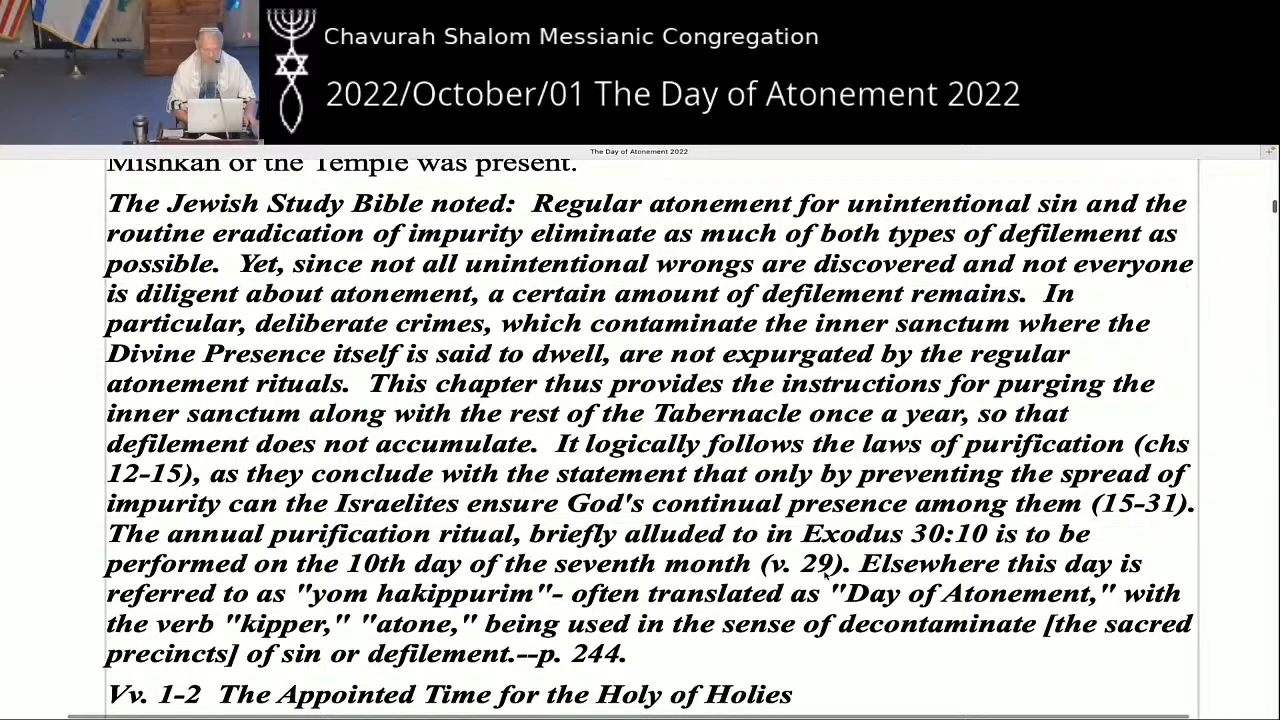 Chavurah Shalom Messianic Congregation
2022/October/01 The Day of Atonement 2022
The Day of Atonement 2022
Mishkan or the Temple was present.
The Jewish Study Bible noted:  Regular atonement for unintentional sin and the
routine eradication of impurity eliminate as much of both types of defilement as
possible.  Yet, since not all unintentional wrongs are discovered and not everyone
is diligent about atonement, a certain amount of defilement remains.  In
particular, deliberate crimes, which contaminate the inner sanctum where the
Divine Presence itself is said to dwell, are not expurgated by the regular
atonement rituals.  This chapter thus provides the instructions for purging the
inner sanctum along with the rest of the Tabernacle once a year, so that
defilement does not accumulate.  It logically follows the laws of purification (chs
12-15), as they conclude with the statement that only by preventing the spread of
impurity can the Israelites ensure God's continual presence among them (15-31).
The annual purification ritual, briefly alluded to in Exodus 30:10 is to be
performed on the 10th day of the seventh month (v. 29). Elsewhere this day is
referred to as "yom hakippurim"- often translated as "Day of Atonement," with
the verb "kipper," "atone," being used in the sense of decontaminate [the sacred
precincts] of sin or defilement.--p. 244.
Vv. 1-2  The Appointed Time for the Holy of Holies